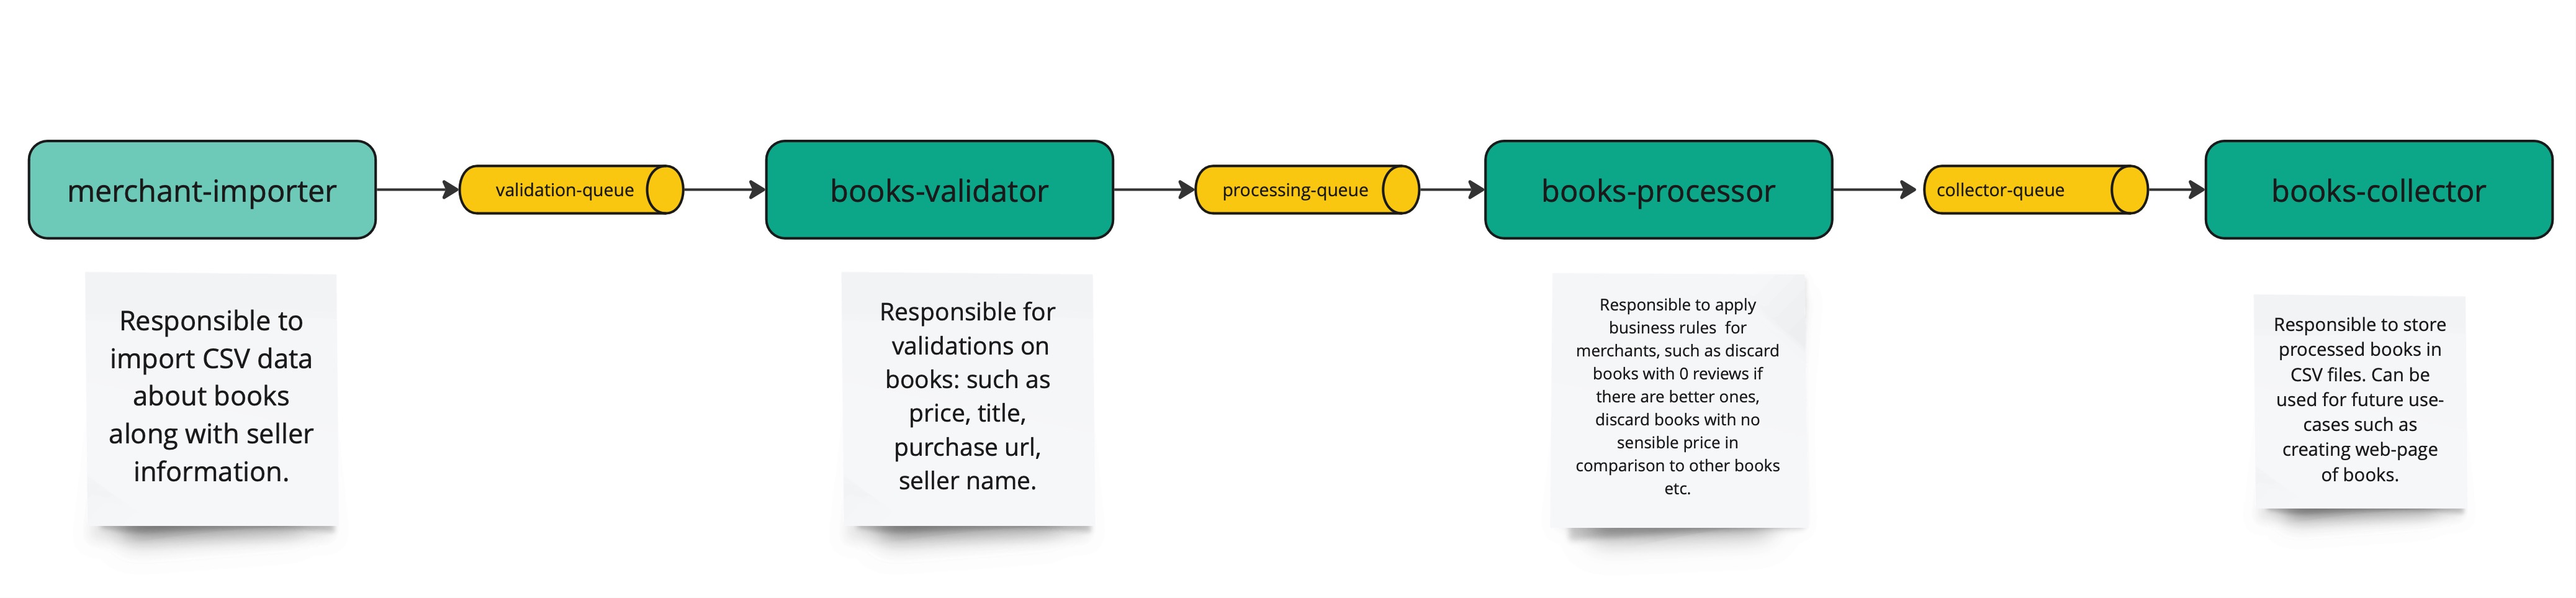 merchant-importer
validation-queue
books-validator
processing-queue
books-processor
collector-queue
books-collector
Responsible to
import CSV data
about books
along with seller
information.
Responsible for
validations on
books: such as
price, title,
purchase url,
seller name.
Responsible to apply
business rules for
merchants, such as discard
books with 0 reviews if
there are better ones,
discard books with no
sensible price in
comparison to other books
etc.
Responsible to store
processed books in
CSV files. Can be
used for future use-
cases such as
creating web-page
of books.